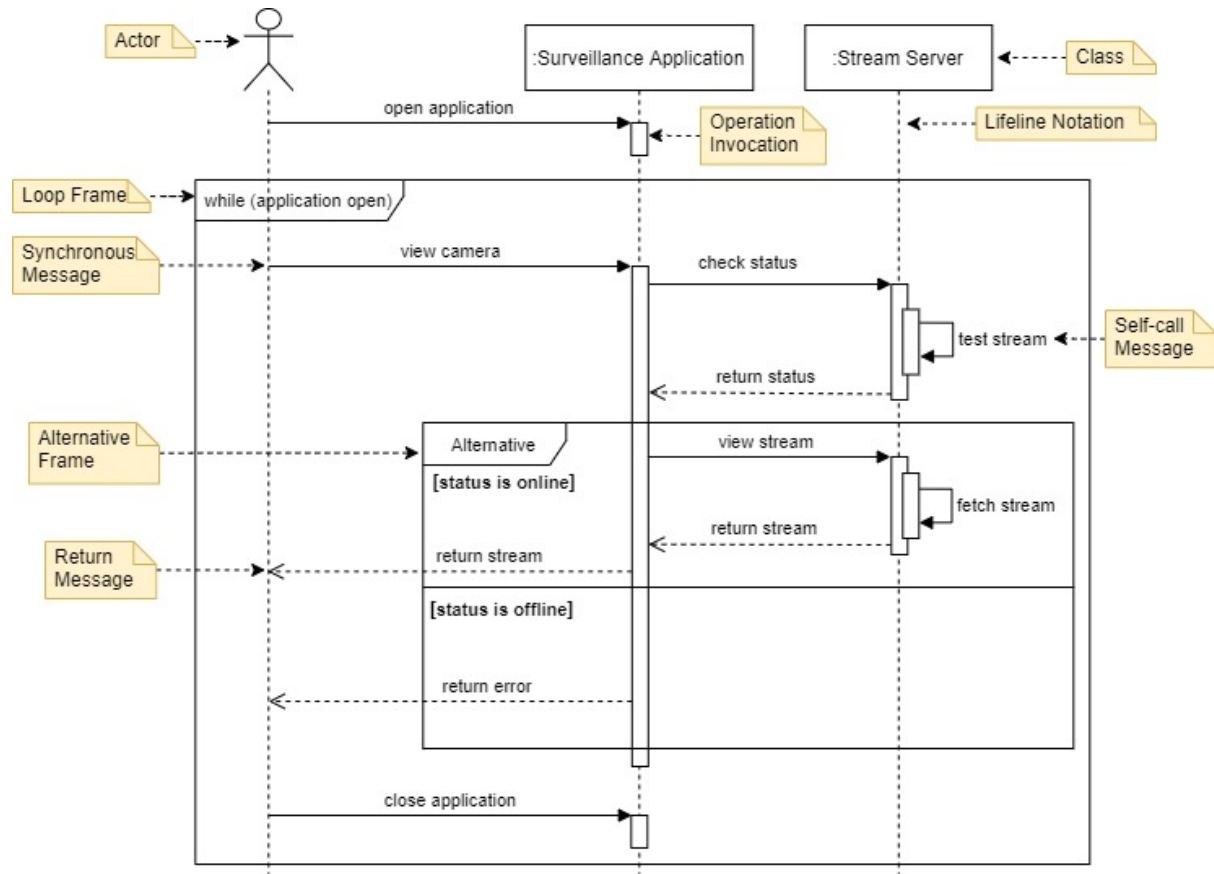 Actor
:Surveillance Application
:Stream Server
Class
open application
Operation
Invocation
Lifeline Notation
Loop Frame
while (application open)
Synchronous
Message
view camera
check status
test stream
Self-call
Message
return status
Alternative
Frame
Alternative
view stream
[status is online]
fetch stream
return stream
return stream
Return
Message
[status is offline]
return error
close application